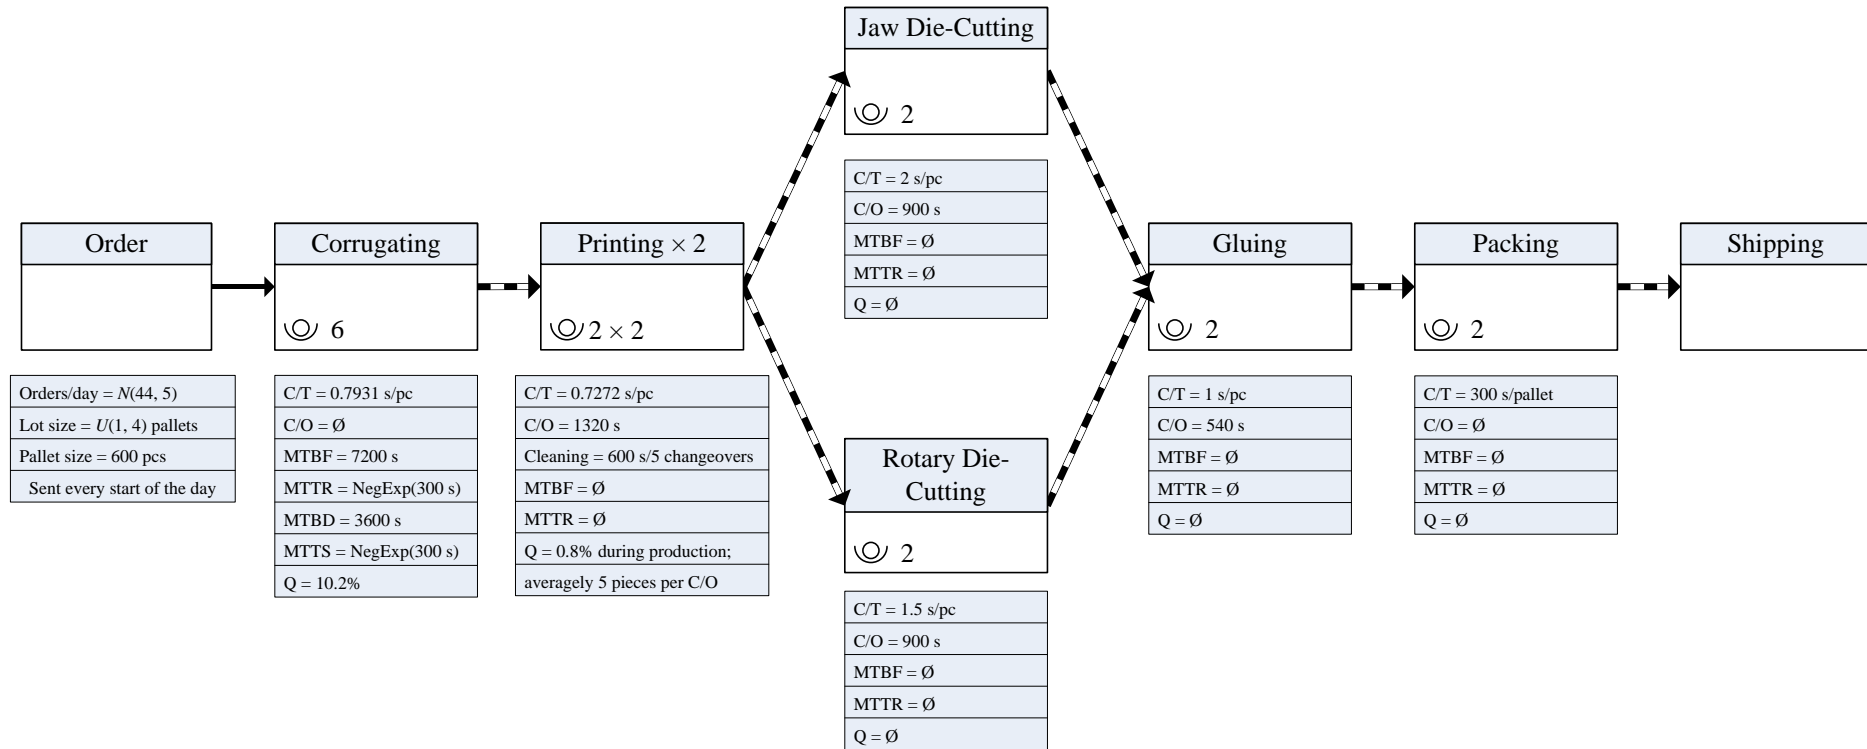 Order
Orders/day = N(44, 5)
Lot size = U(1, 4) pallets
Pallet size = 600 pcs
Sent every start of the day
Corrugating
6
C/T = 0.7931 s/pc
C/O = Ø
MTBF = 7200 s
MTTR = NegExp(300 s)
MTBD = 3600 s
MTTS = NegExp(300 s)
Q = 10.2%
Printing × 2
2 × 2
C/T = 0.7272 s/pc
C/O = 1320 s
Cleaning = 600 s/5 changeovers
MTBF = Ø
MTTR = Ø
Q = 0.8% during production;
averagely 5 pieces per C/O
Jaw Die-Cutting
2
C/T = 2 s/pc
C/O = 900 s
MTBF = Ø
MTTR = Ø
Q = Ø
Rotary Die-
Cutting
2
C/T = 1.5 s/pc
C/O = 900 s
MTBF = Ø
MTTR = Ø
Q = Ø
Gluing
2
C/T = 1 s/pc
C/O = 540 s
MTBF = Ø
MTTR = Ø
Q = Ø
Packing
2
C/T = 300 s/pallet
C/O = Ø
MTBF = Ø
MTTR = Ø
Q = Ø
Shipping